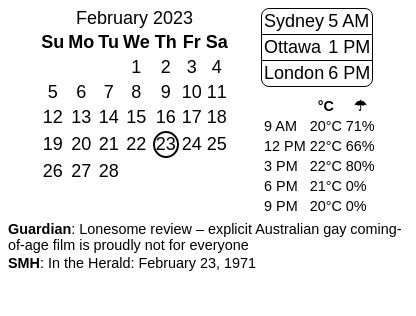 February 2023
Su Mo Tu We Th Fr Sa
1 2 3 4
5 6 7 8 9 10 11
12 13 14 15 16 17 18
19 20 21 22 23 24 25
26 27 28
Sydney 5 AM
Ottawa 1 PM
London 6 PM
°C ☂
9 AM 20°C 71%
12 PM 22°C 66%
3 PM 22°C 80%
6 PM 21°C 0%
9 PM 20°C 0%
Guardian: Lonesome review – explicit Australian gay coming-
of-age film is proudly not for everyone
SMH: In the Herald: February 23, 1971